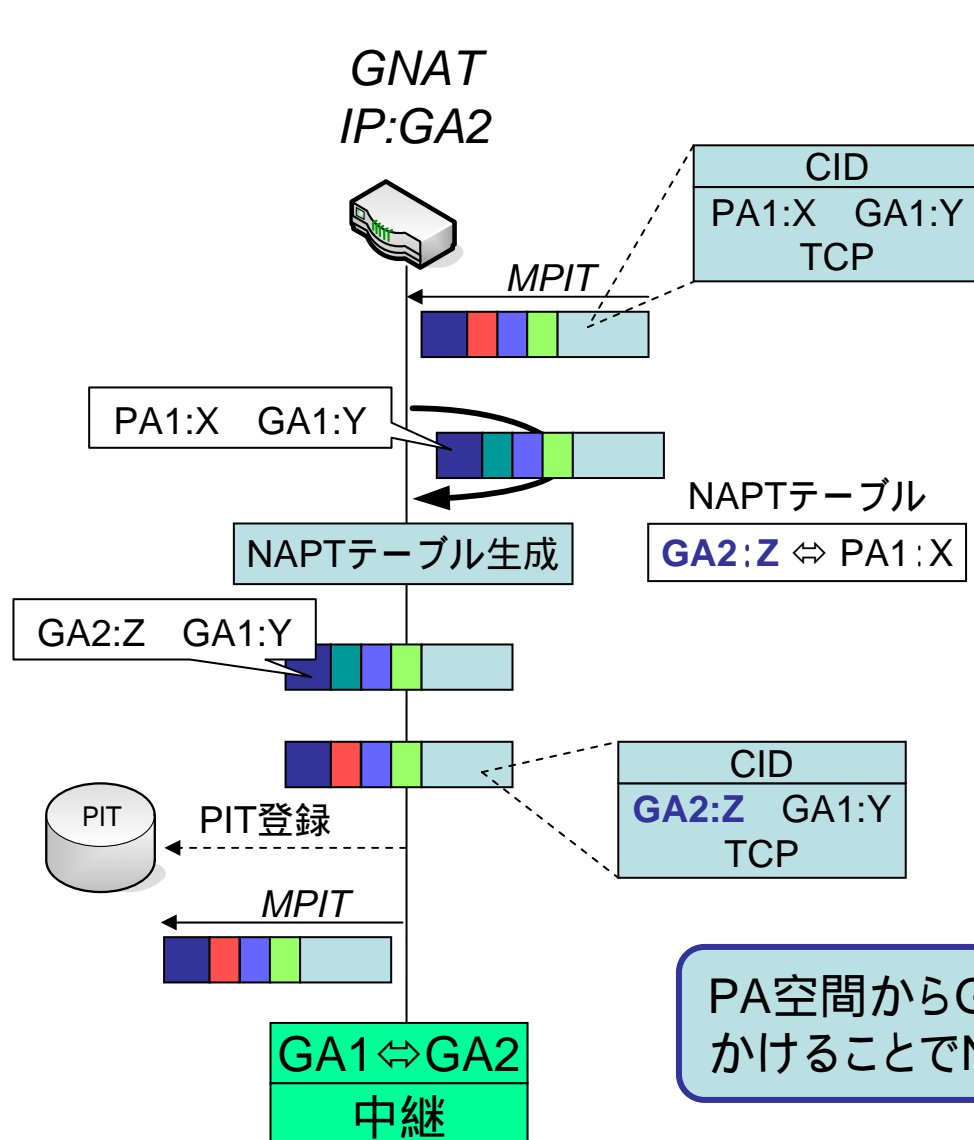 GNAT
IP:GA2
CID
PA1:X GA1:Y
TCP
MPIT
PA1:X GA1:Y
NAPTテーブル
GA2:Z ⇔ PA1:X
NAPTテーブル生成
GA2:Z GA1:Y
CID
GA2:Z GA1:Y
TCP
PIT
PIT登録
MPIT
PA空間からG
かけることでN
GA1⇔GA2
中継